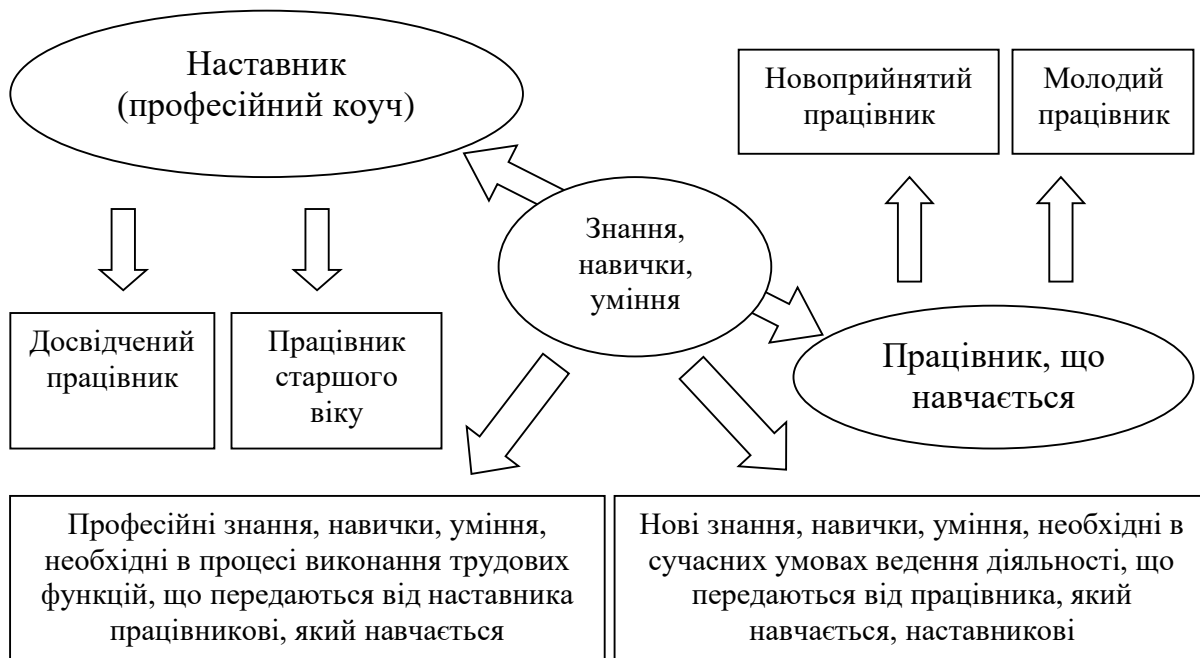 Наставник
(професійний коуч)
Новоприйнятий
працівник
Молодий
працівник
Знання,
навички,
уміння
Досвідчений
працівник
Працівник
старшого
віку
Працівник, що
навчається
Професійні знання, навички, уміння,
необхідні в процесі виконання трудових
функцій, що передаються від наставника
працівникові, який навчається
Нові знання, навички, уміння, необхідні в
сучасних умовах ведення діяльності, що
передаються від працівника, який
навчається, наставникові